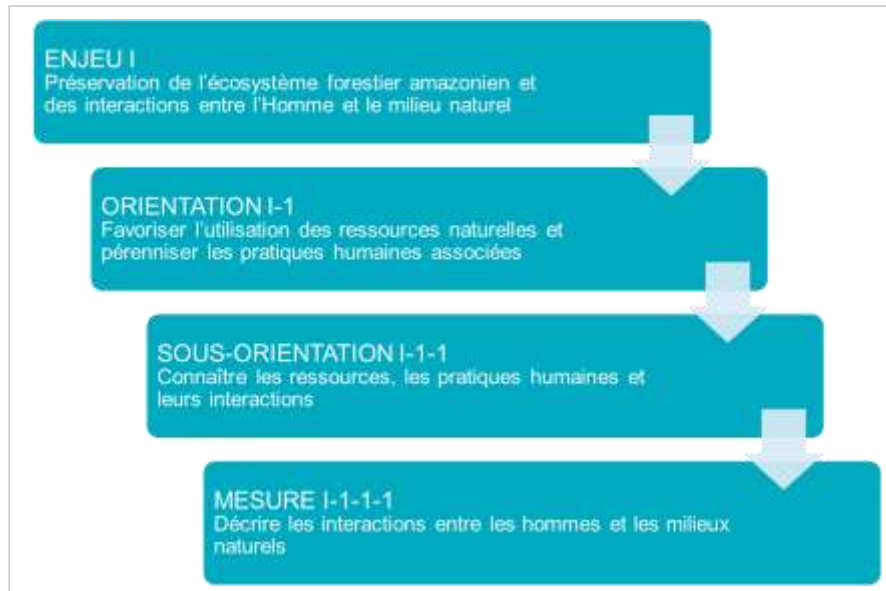 ENJEU I
Préservation de l'écosystème forestier amazonien et
des interactions entre l'Homme et le milieu naturel
ORIENTATION I-1
Favoriser l'utilisation des ressources naturelles et
pérenniser les pratiques humaines associées
SOUS-ORIENTATION I-1-1
Connaître les ressources, les pratiques humaines et
leurs interactions
MESURE I-1-1-1
Décrire les interactions entre les hommes et les milieux
naturels